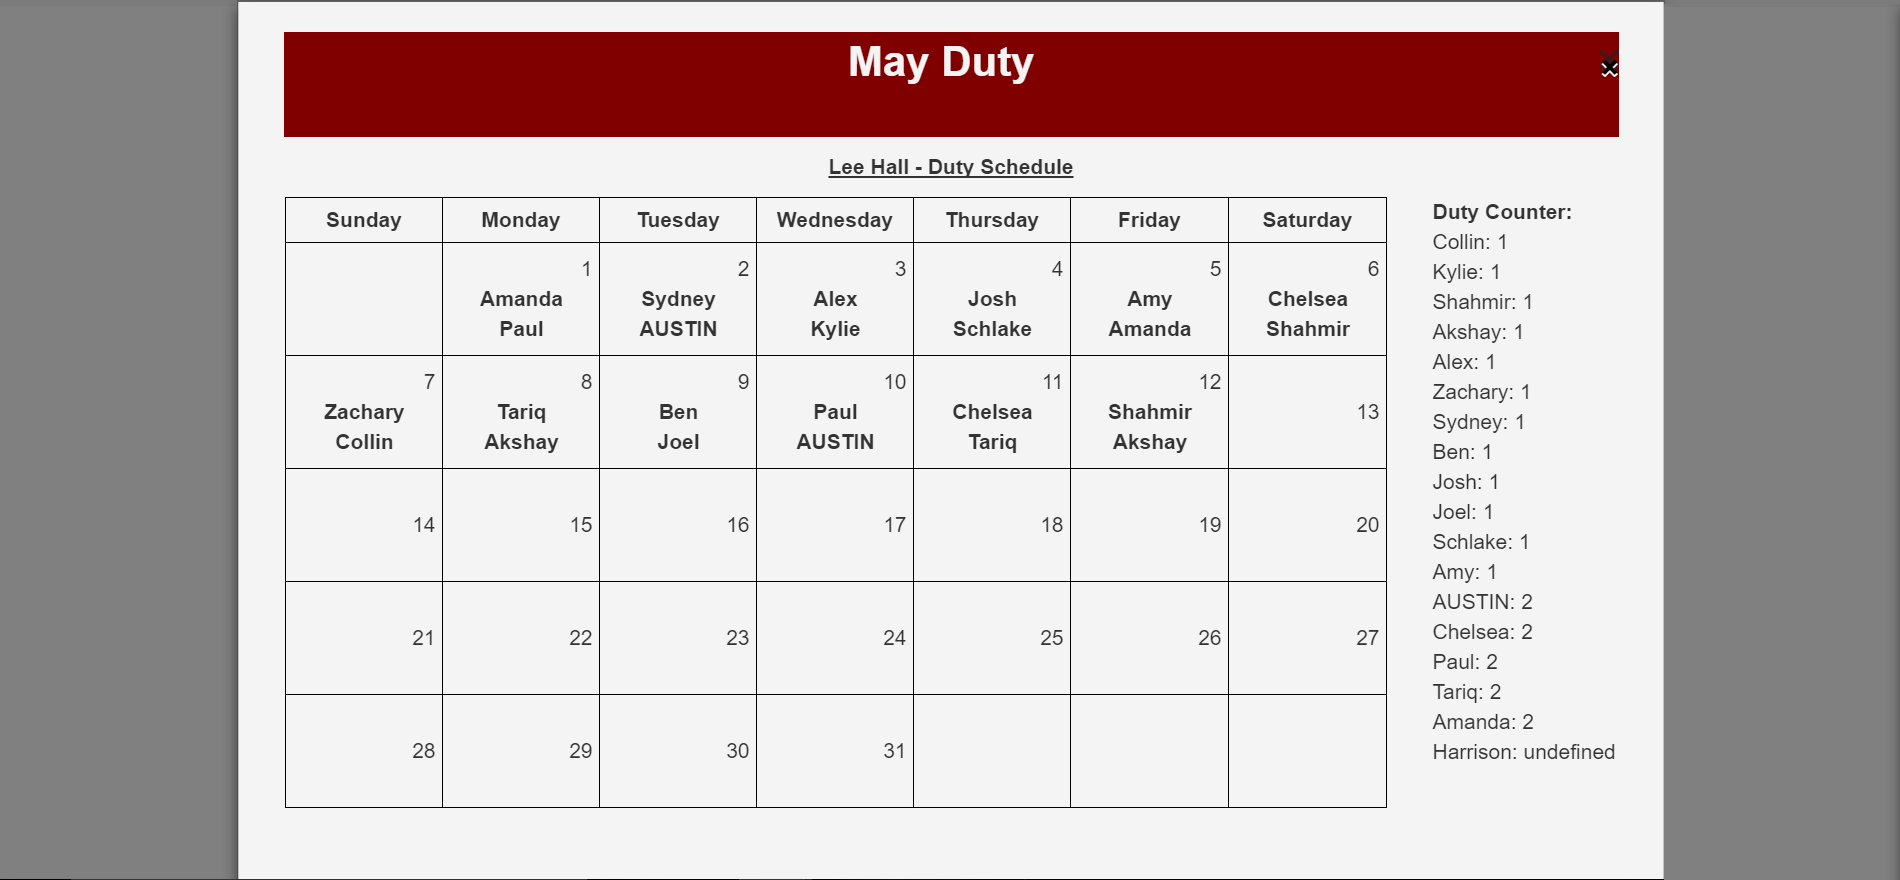 May Duty
Lee Hall - Duty Schedule
Sunday Monday Tuesday Wednesday Thursday Friday Saturday
1 2 3 4 5 6
Amanda Sydney Alex Josh Amy Chelsea
Paul AUSTIN Kylie Schlake Amanda Shahmir
7 8 9 10 11 12
13
Zachary Tariq Ben Paul Chelsea Shahmir
Collin Akshay Joel AUSTIN Tariq Akshay
14 15 16 17 18 19 20
21 22 23 24 25 26 27
28 29 30 31
Duty Counter:
Collin: 1
Kylie: 1
Shahmir: 1
Akshay: 1
Alex: 1
Zachary: 1
Sydney: 1
Ben: 1
Josh: 1
Joel: 1
Schlake: 1
Amy: 1
AUSTIN: 2
Chelsea: 2
Paul: 2
Tariq: 2
Amanda: 2
Harrison: undefined